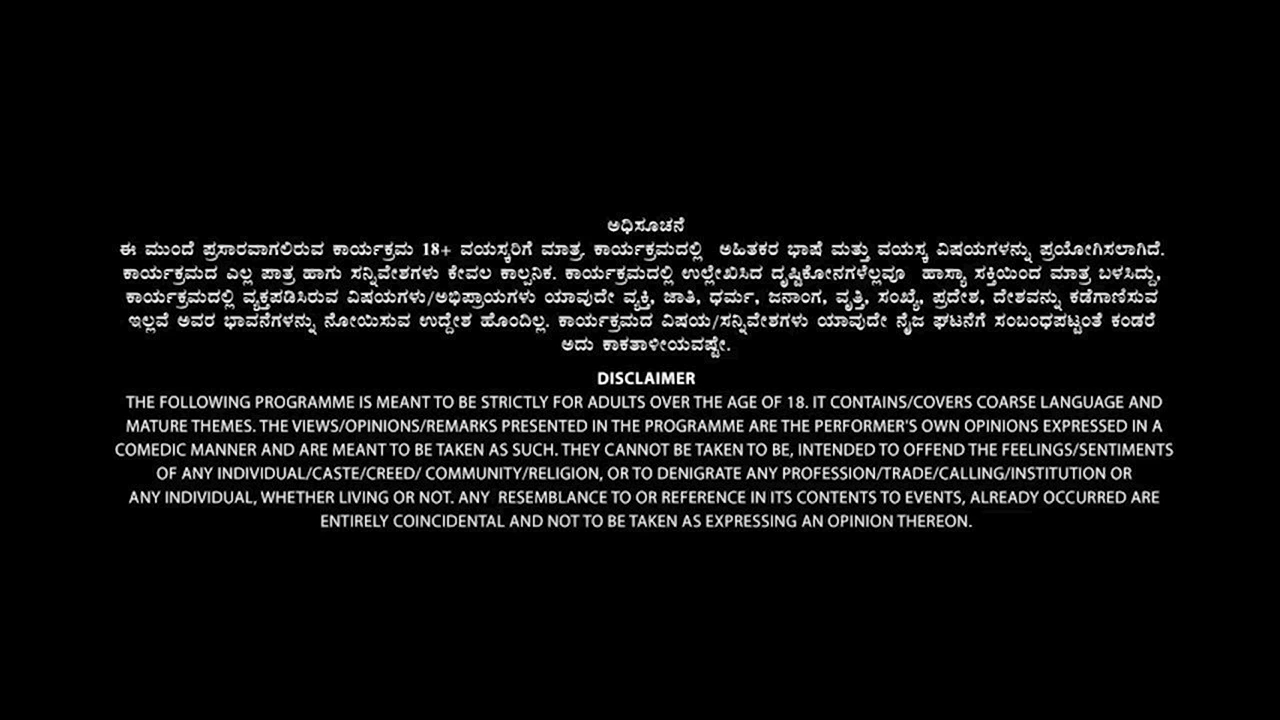 ಅಧಿಸೂಚನೆ
ಈ ಮುಂದೆ ಪ್ರಸಾರವಾಗಲಿರುವ ಕಾರ್ಯಕ್ರಮ 18+ ವಯಸ್ಕರಿಗೆ ಮಾತ್ರ. ಕಾರ್ಯಕ್ರಮದಲ್ಲಿ ಅಹಿತಕರ ಭಾಷೆ ಮತ್ತು ವಯಸ್ಕ ವಿಷಯಗಳನ್ನು ಪ್ರಯೋಗಿಸಲಾಗಿದೆ.
ಕಾರ್ಯಕ್ರಮದ ಎಲ್ಲ ಪಾತ್ರ ಹಾಗು ಸನ್ನಿವೇಶಗಳು ಕೇವಲ ಕಾಲ್ಪನಿಕ. ಕಾರ್ಯಕ್ರಮದಲ್ಲಿ ಉಲ್ಲೇಖಿಸಿದ ದೃಷ್ಟಿಕೋನಗಳೆಲ್ಲವೂ ಹಾಸ್ಯಾ ಸಕ್ತಿಯಿಂದ ಮಾತ್ರ ಬಳಸಿದ್ದು,
ಕಾರ್ಯಕ್ರಮದಲ್ಲಿ ವ್ಯಕ್ತಪಡಿಸಿರುವ ವಿಷಯಗಳು/ಅಭಿಪ್ರಾಯಗಳು ಯಾವುದೇ ವ್ಯಕ್ತಿ, ಜಾತಿ, ಧರ್ಮ, ಜನಾಂಗ, ವೃತ್ತಿ, ಸಂಖ್ಯೆ, ಪ್ರದೇಶ, ದೇಶವನ್ನು ಕಡೆಗಾಣಿಸುವ
ಇಲ್ಲವೆ ಅವರ ಭಾವನೆಗಳನ್ನು ನೋಯಿಸುವ ಉದ್ದೇಶ ಹೊಂದಿಲ್ಲ. ಕಾರ್ಯಕ್ರಮದ ವಿಷಯ/ಸನ್ನಿವೇಶಗಳು ಯಾವುದೇ ನೈಜ ಘಟನೆಗೆ ಸಂಬಂಧಪಟ್ಟಂತೆ ಕಂಡರೆ
ಅದು ಕಾಕತಾಳೀಯವಷ್ಟೇ.
DISCLAIMER
THE FOLLOWING PROGRAMME IS MEANT TO BE STRICTLY FOR ADULTS OVER THE AGE OF 18. IT CONTAINS/COVERS COARSE LANGUAGE AND
MATURE THEMES. THE VIEWS/OPINIONS/REMARKS PRESENTED IN THE PROGRAMME ARE THE PERFORMER'S OWN OPINIONS EXPRESSED IN A
COMEDIC MANNER AND ARE MEANT TO BE TAKEN AS SUCH. THEY CANNOT BE TAKEN TO BE, INTENDED TO OFFEND THE FEELINGS/SENTIMENTS
OF ANY INDIVIDUAL/CASTE/CREED/ COMMUNITY/RELIGION, OR TO DENIGRATE ANY PROFESSION/TRADE/CALLING/INSTITUTION OR
ANY INDIVIDUAL, WHETHER LIVING OR NOT. ANY RESEMBLANCE TO OR REFERENCE IN ITS CONTENTS TO EVENTS, ALREADY OCCURRED ARE
ENTIRELY COINCIDENTAL AND NOT TO BE TAKEN AS EXPRESSING AN OPINION THEREON.